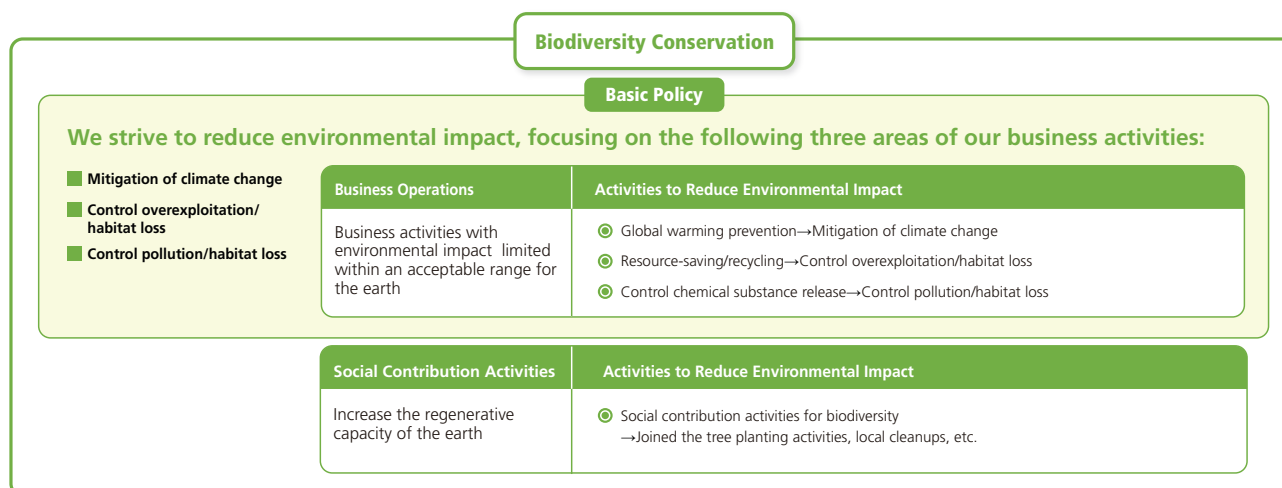 Biodiversity Conservation
Basic Policy
We strive to reduce environmental impact, focusing on the following three areas of our business activities:
Mitigation of climate change
Control overexploitation/
habitat loss
Control pollution/habitat loss
Business Operations
Activities to Reduce Environmental Impact
Business activities with
environmental impact limited
within an acceptable range for
the earth
Global warming prevention→Mitigation of climate change
Resource-saving/recycling→Control overexploitation/habitat loss
Control chemical substance release→Control pollution/habitat loss
Social Contribution Activities
Activities to Reduce Environmental Impact
Increase the regenerative
capacity of the earth
Social contribution activities for biodiversity
→Joined the tree planting activities, local cleanups, etc.